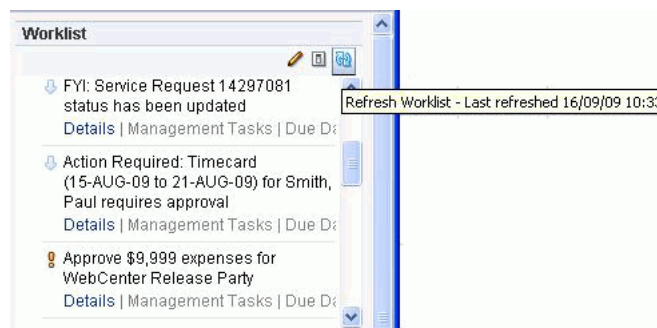 Worklist
FYI: Service Request 14297081
status has been updated
Details | Management Tasks | Due Da
Refresh Worklist - Last refreshed 16/09/09 10:33
Action Required: Timecard
(15-AUG-09 to 21-AUG-09) for Smith,
Paul requires approval
Details | Management Tasks | Due Da
Approve $9,999 expenses for
WebCenter Release Party
Details | Management Tasks | Due Da